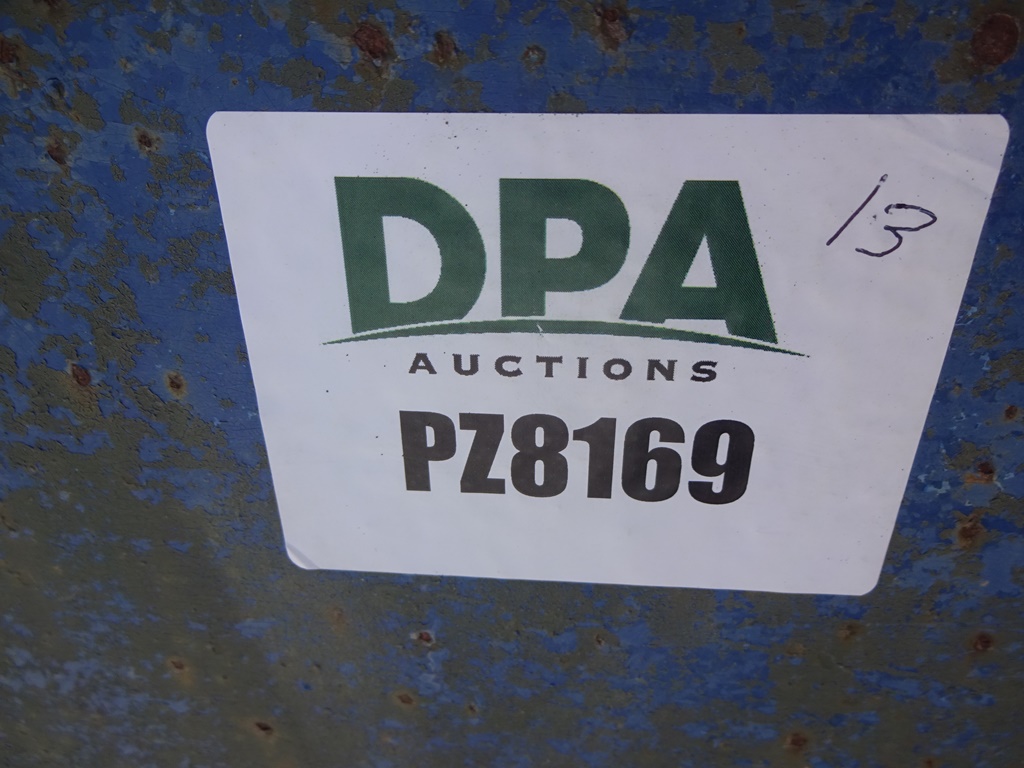 DPA
13
AUCTIONS
PZ8169